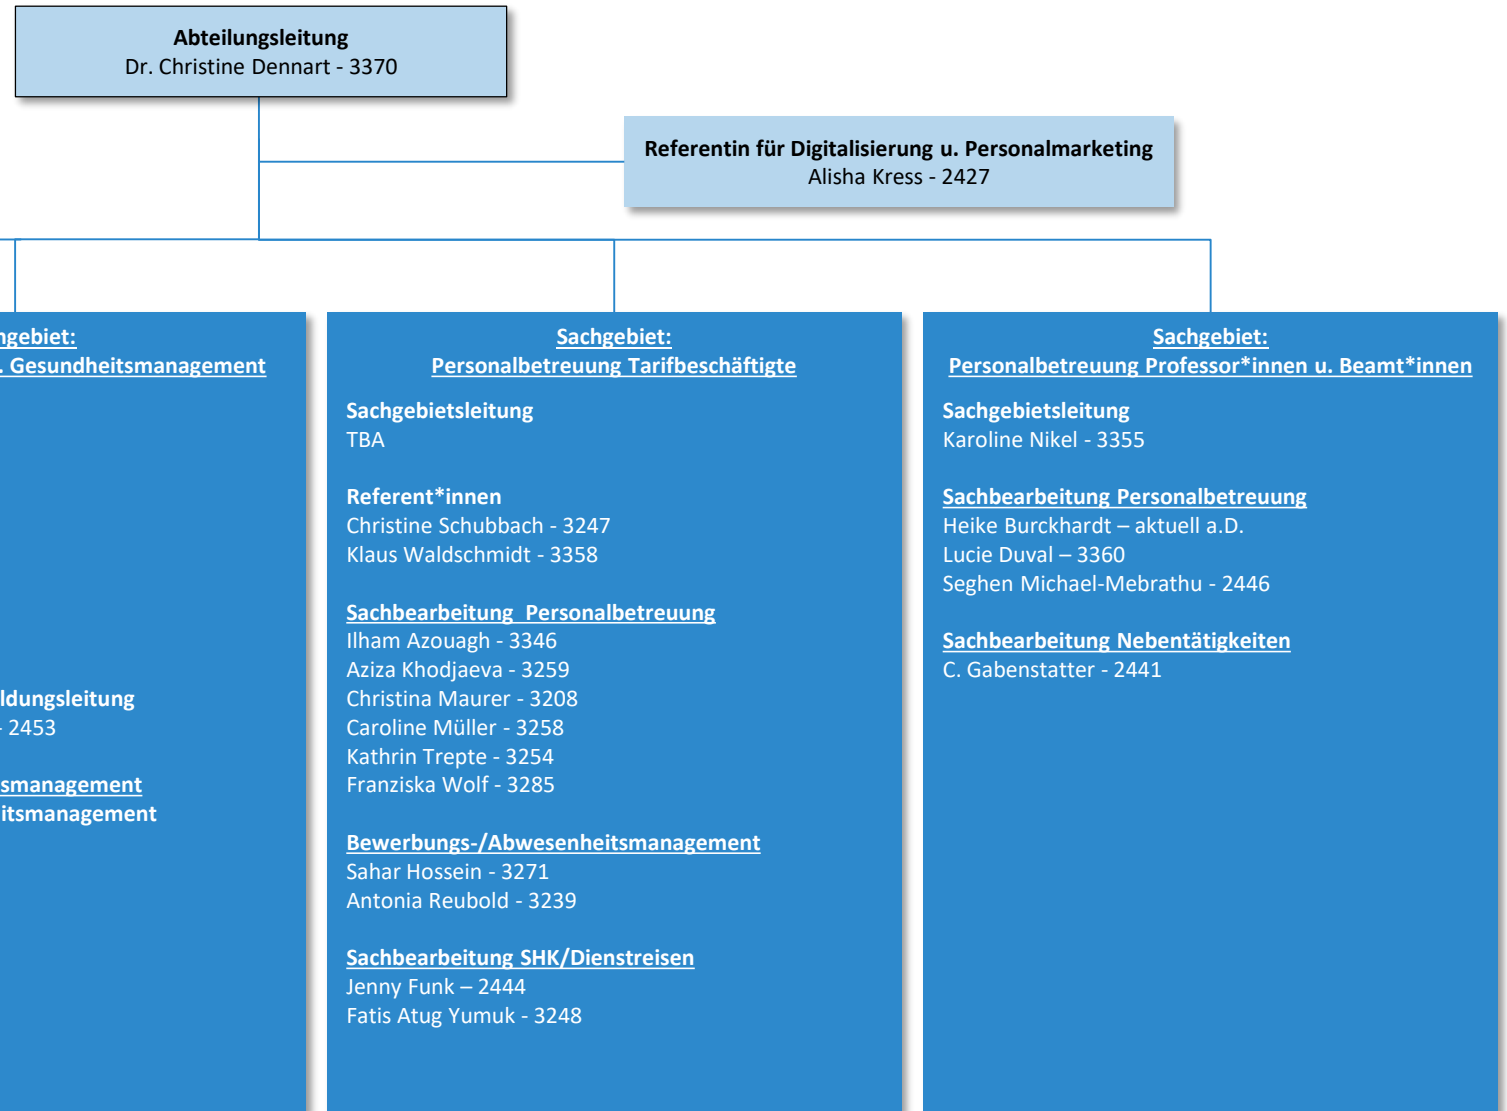 Abteilungsleitung
Dr. Christine Dennart - 3370
Referentin für Digitalisierung u. Personalmarketing
Alisha Kress - 2427
. Gesundheitsmanagement
- 2453
Sachgebiet:
Personalbetreuung Tarifbeschäftigte
Sachgebietsleitung
TBA
Referent*innen
Christine Schubbach - 3247
Klaus Waldschmidt - 3358
Sachbearbeitung Personalbetreuung
Ilham Azouagh - 3346
Aziza Khodjaeva - 3259
Christina Maurer - 3208
Caroline Müller - 3258
Kathrin Trepte - 3254
Franziska Wolf - 3285
Bewerbungs-/Abwesenheitsmanagement
Sahar Hossein - 3271
Antonia Reubold - 3239
Sachbearbeitung SHK/Dienstreisen
Jenny Funk – 2444
Fatis Atug Yumuk - 3248
Sachgebiet:
Personalbetreuung Professor*innen u. Beamt*innen
Sachgebietsleitung
Karoline Nikel - 3355
Sachbearbeitung Personalbetreuung
Heike Burckhardt – aktuell a.D.
Lucie Duval – 3360
Seghen Michael-Mebrathu - 2446
Sachbearbeitung Nebentätigkeiten
C. Gabenstatter - 2441